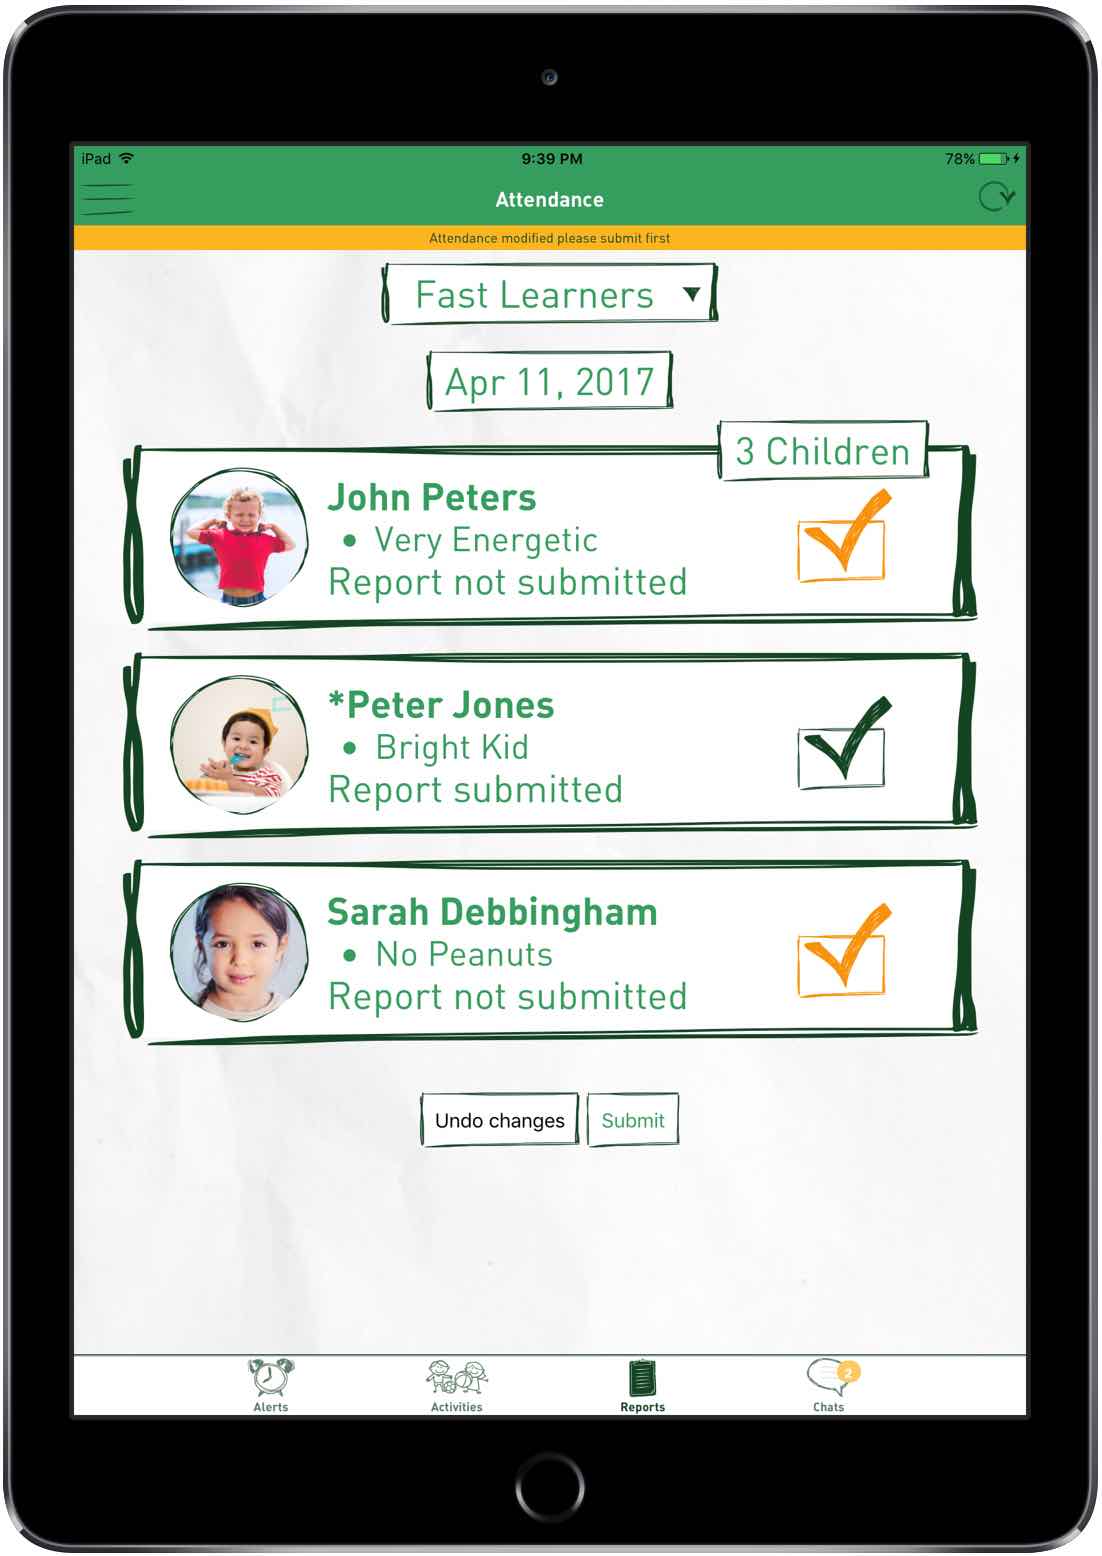 iPad 9:39 PM 78%
Attendance
Attendance modified please submit first
Fast Learners
Apr 11, 2017
3 Children
John Peters
• Very Energetic
Report not submitted
*Peter Jones
• Bright Kid
Report submitted
Sarah Debbingham
• No Peanuts
Report not submitted
Undo changes Submit
2
Alerts Activities Reports Chats